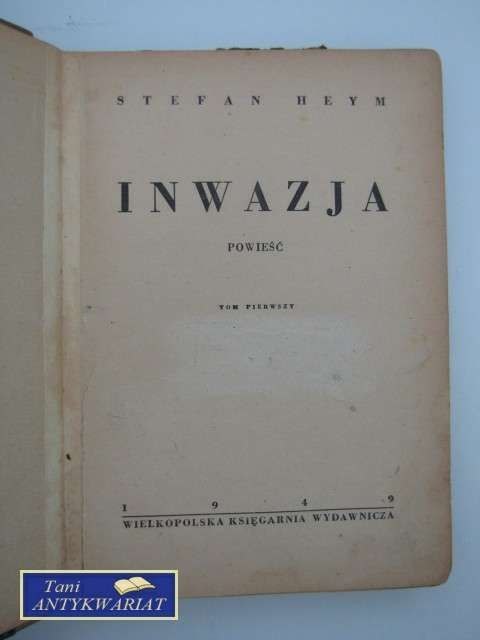 STEFAN HEYM
INWAZJA
POWIEŚĆ
TOM PIERWSZY
1949
WIELKOPOLSKA KSIĘGARNIA WYDAWNICZA
Tani
ANTYKWARIAT